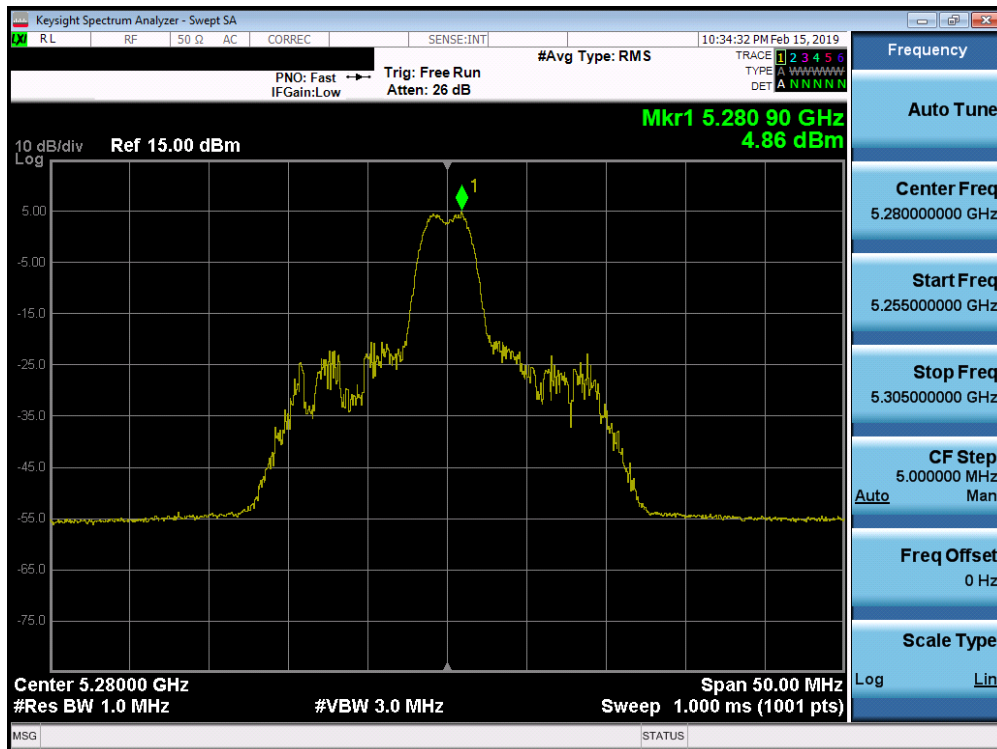 Keysight Spectrum Analyzer - Swept SA
LXI RL RF 50 Ω AC CORREC SENSE:INT 10:34:32 PM Feb 15, 2019
#Avg Type: RMS
TRACE 1 2 3 4 5 6
PNO: Fast Trig: Free Run
TYPE A WWWWW
IFGain:Low Atten: 26 dB
DET A N N N N N
Mkr1 5.280 90 GHz
4.86 dBm
10 dB/div Ref 15.00 dBm
Log
1
5.00
-5.00
-15.0
-25.0
-35.0
-45.0
-55.0
-65.0
-75.0
Center 5.28000 GHz Span 50.00 MHz
#Res BW 1.0 MHz #VBW 3.0 MHz Sweep 1.000 ms (1001 pts)
MSG STATUS
Frequency
Auto Tune
Center Freq
5.280000000 GHz
Start Freq
5.255000000 GHz
Stop Freq
5.305000000 GHz
CF Step
5.000000 MHz
Auto Man
Freq Offset
0 Hz
Scale Type
Log Lin